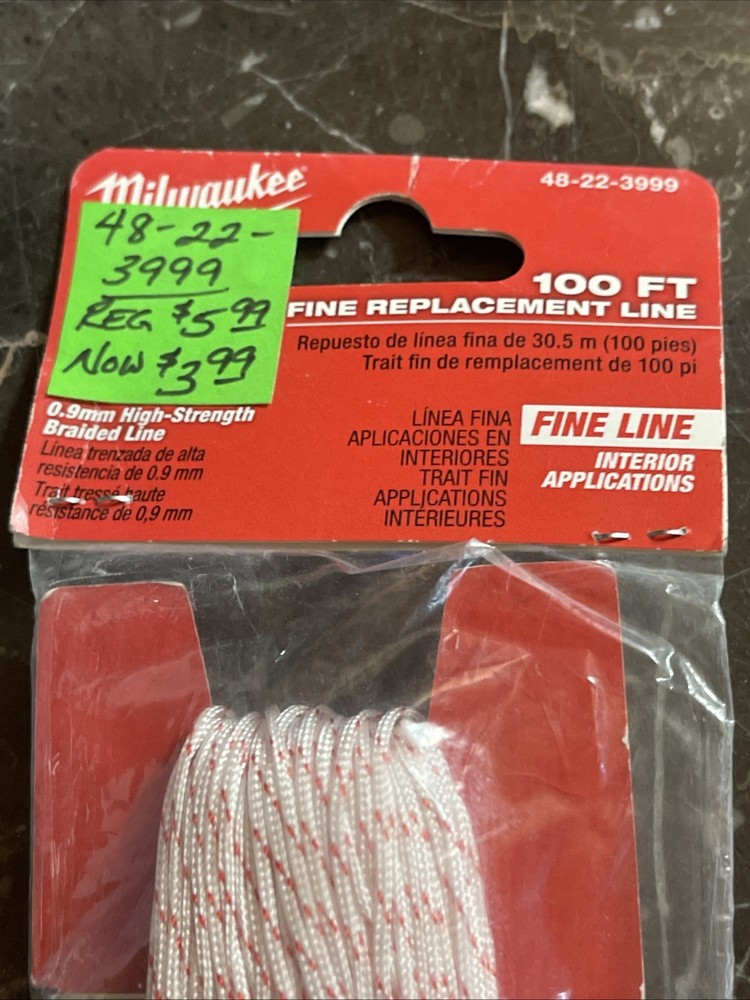 Milwaukee
48-22-3999
48-22-
3999
REG $5.99
NOW $3.99
100 FT
FINE REPLACEMENT LINE
Repuesto de línea fina de 30.5 m (100 pies)
Trait fin de remplacement de 100 pi
0.9mm High-Strength
Braided Line
Línea trenzada de alta
resistencia de 0.9 mm
Trait tressé haute
résistance de 0,9 mm
LÍNEA FINA
APLICACIONES EN
INTERIORES
TRAIT FIN
APPLICATIONS
INTÉRIEURES
FINE LINE
INTERIOR
APPLICATIONS